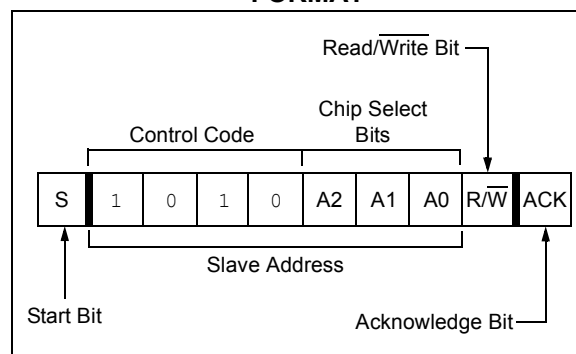 Read/Write Bit
Chip Select
Control Code Bits
S 1 0 1 0 A2 A1 A0 R/W ACK
Slave Address
Start Bit
Acknowledge Bit